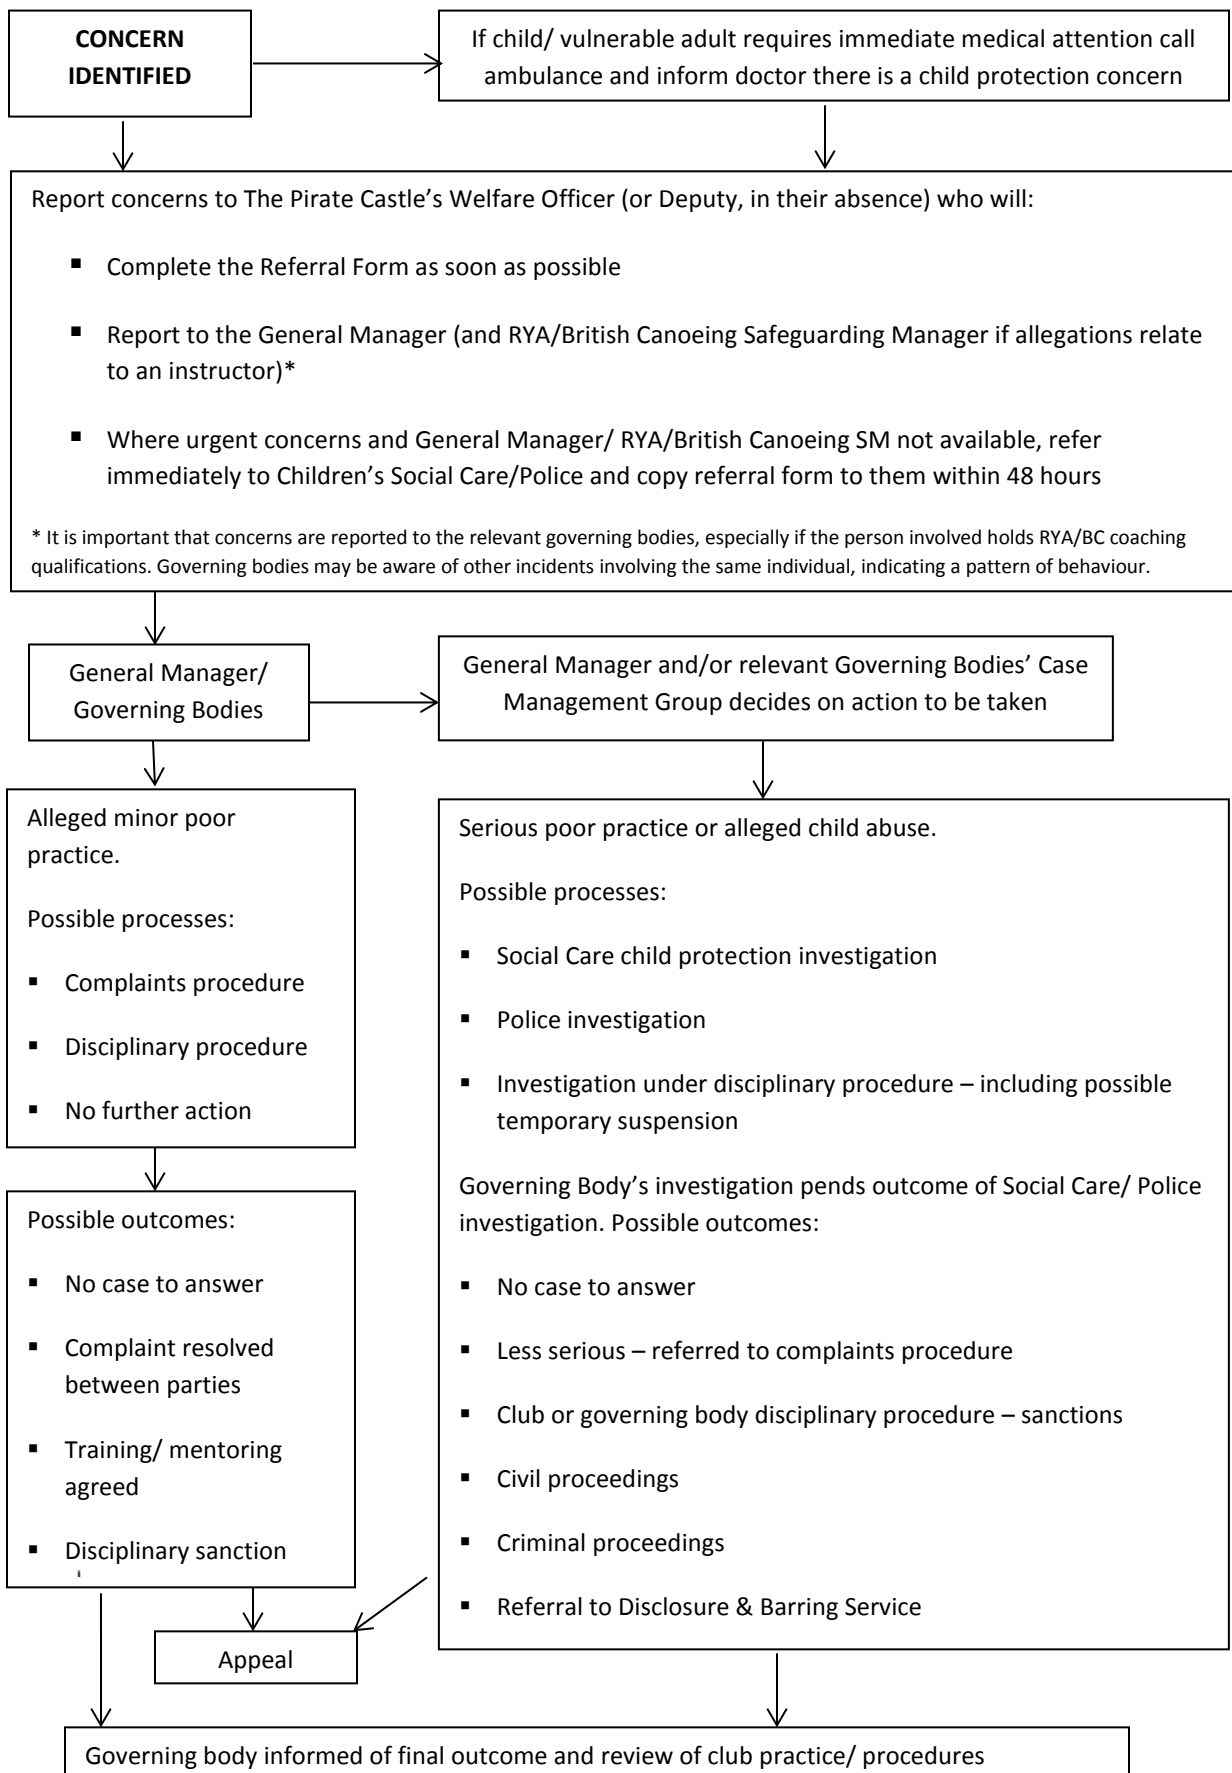 CONCERN
IDENTIFIED
If child/ vulnerable adult requires immediate medical attention call
ambulance and inform doctor there is a child protection concern
Report concerns to The Pirate Castle’s Welfare Officer (or Deputy, in their absence) who will:
▪ Complete the Referral Form as soon as possible
▪ Report to the General Manager (and RYA/British Canoeing Safeguarding Manager if allegations relate
to an instructor)*
▪ Where urgent concerns and General Manager/ RYA/British Canoeing SM not available, refer
immediately to Children’s Social Care/Police and copy referral form to them within 48 hours
* It is important that concerns are reported to the relevant governing bodies, especially if the person involved holds RYA/BC coaching
qualifications. Governing bodies may be aware of other incidents involving the same individual, indicating a pattern of behaviour.
General Manager/
Governing Bodies
General Manager and/or relevant Governing Bodies’ Case
Management Group decides on action to be taken
Alleged minor poor
practice.
Possible processes:
▪ Complaints procedure
▪ Disciplinary procedure
▪ No further action
Possible outcomes:
▪ No case to answer
▪ Complaint resolved
between parties
▪ Training/ mentoring
agreed
▪ Disciplinary sanction
Serious poor practice or alleged child abuse.
Possible processes:
▪ Social Care child protection investigation
▪ Police investigation
▪ Investigation under disciplinary procedure – including possible
temporary suspension
Governing Body’s investigation pends outcome of Social Care/ Police
investigation. Possible outcomes:
▪ No case to answer
▪ Less serious – referred to complaints procedure
▪ Club or governing body disciplinary procedure – sanctions
▪ Civil proceedings
▪ Criminal proceedings
▪ Referral to Disclosure & Barring Service
Appeal
Governing body informed of final outcome and review of club practice/ procedures